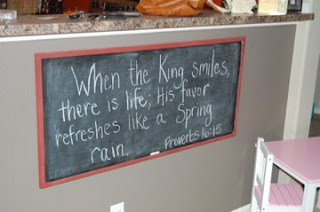 When the King smiles,
there is life; His favor
refreshes like a Spring
rain. Proverbs 16:15